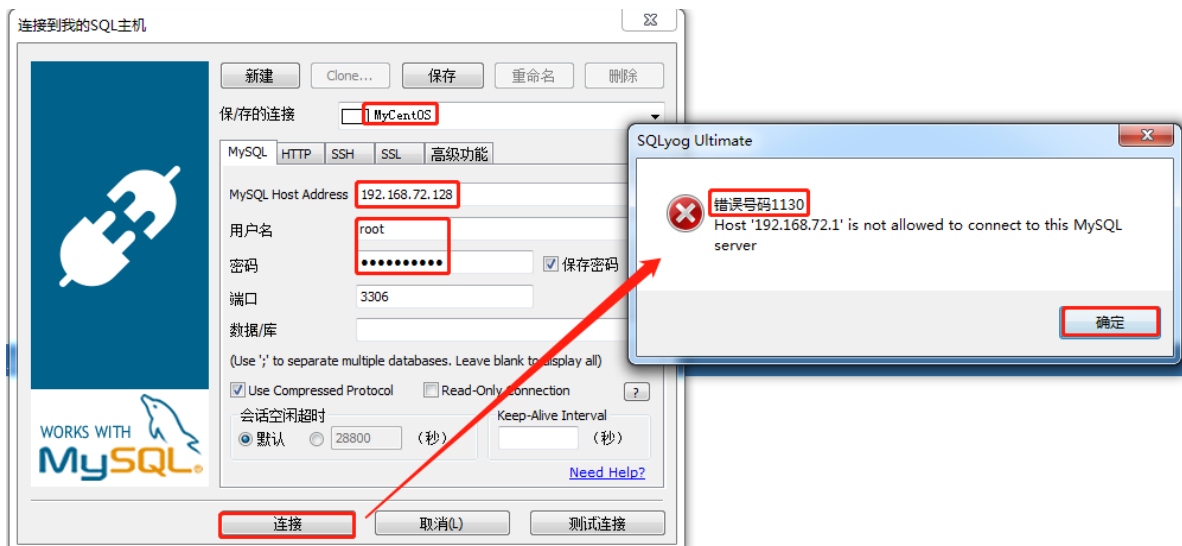 连接到我的SQL主机
新建 Clone... 保存 重命名 删除
保/存的连接 MyCentOS
MySQL HTTP SSH SSL 高级功能
MySQL Host Address 192.168.72.128
用户名 root
密码 ●●●●●●●●●● 保存密码
端口 3306
数据/库
(Use ';' to separate multiple databases. Leave blank to display all)
Use Compressed Protocol Read-Only Connection ?
会话空闲超时 Keep-Alive Interval
默认 28800 (秒) (秒)
Need Help?
连接 取消(L) 测试连接
WORKS WITH
MySQL®
SQLyog Ultimate
错误号码1130
Host '192.168.72.1' is not allowed to connect to this MySQL
server
确定